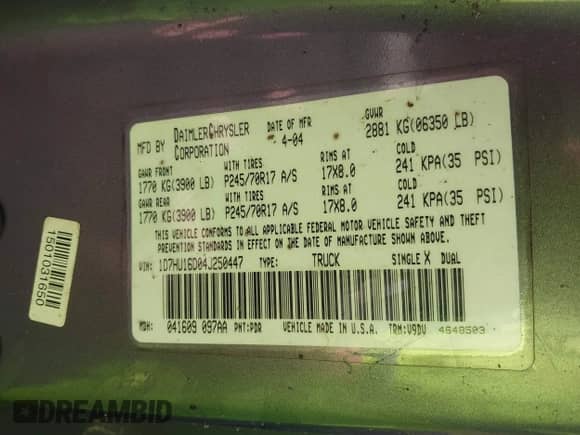 MFD BY DAIMLERCHRYSLER CORPORATION DATE OF MFR 4-04 GVWR 2881 KG(06350 LB)
GAWR FRONT WITH TIRES RIMS AT COLD
1770 KG(3900 LB) P245/70R17 A/S 17X8.0 241 KPA(35 PSI)
GAWR REAR WITH TIRES RIMS AT COLD
1770 KG(3900 LB) P245/70R17 A/S 17X8.0 241 KPA(35 PSI)
THIS VEHICLE CONFORMS TO ALL APPLICABLE FEDERAL MOTOR VEHICLE SAFETY AND THEFT
PREVENTION STANDARDS IN EFFECT ON THE DATE OF MANUFACTURE SHOWN ABOVE.
VIN: 1D7HU16D04J250447 TYPE: TRUCK SINGLE X DUAL
MDH: 041609 097AA PNT:PDR VEHICLE MADE IN U.S.A. TRM:V9DV 4648503
1501031650
DREAMBID